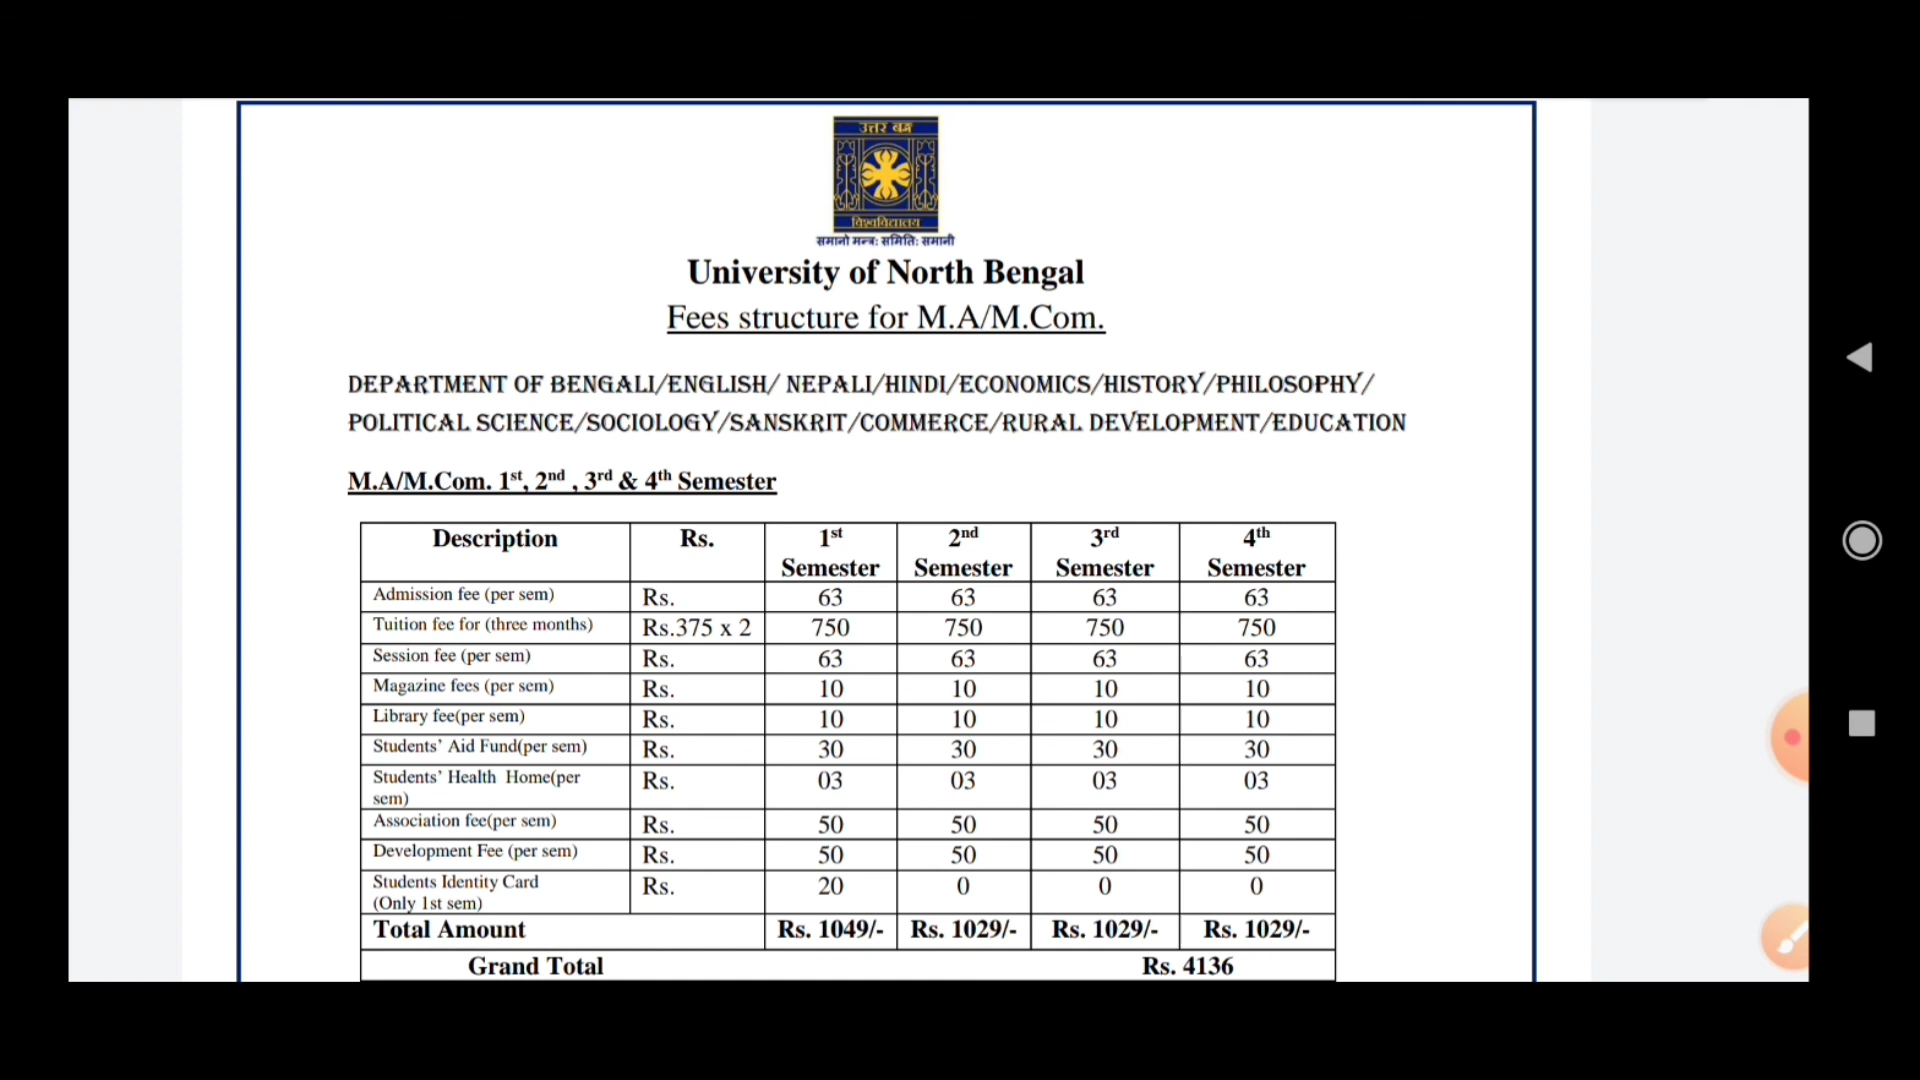 उत्तर बङ्ग
विश्वविद्यालय
समानो मन्त्र: समिति: समानी
University of North Bengal
Fees structure for M.A/M.Com.
DEPARTMENT OF BENGALI/ENGLISH/ NEPALI/HINDI/ECONOMICS/HISTORY/PHILOSOPHY/
POLITICAL SCIENCE/SOCIOLOGY/SANSKRIT/COMMERCE/RURAL DEVELOPMENT/EDUCATION
M.A/M.Com. 1st, 2nd , 3rd & 4th Semester
Description Rs. 1st Semester 2nd Semester 3rd Semester 4th Semester
Admission fee (per sem) Rs. 63 63 63 63
Tuition fee for (three months) Rs.375 x 2 750 750 750 750
Session fee (per sem) Rs. 63 63 63 63
Magazine fees (per sem) Rs. 10 10 10 10
Library fee(per sem) Rs. 10 10 10 10
Students' Aid Fund(per sem) Rs. 30 30 30 30
Students' Health Home(per sem) Rs. 03 03 03 03
Association fee(per sem) Rs. 50 50 50 50
Development Fee (per sem) Rs. 50 50 50 50
Students Identity Card (Only 1st sem) Rs. 20 0 0 0
Total Amount Rs. 1049/- Rs. 1029/- Rs. 1029/- Rs. 1029/-
Grand Total Rs. 4136